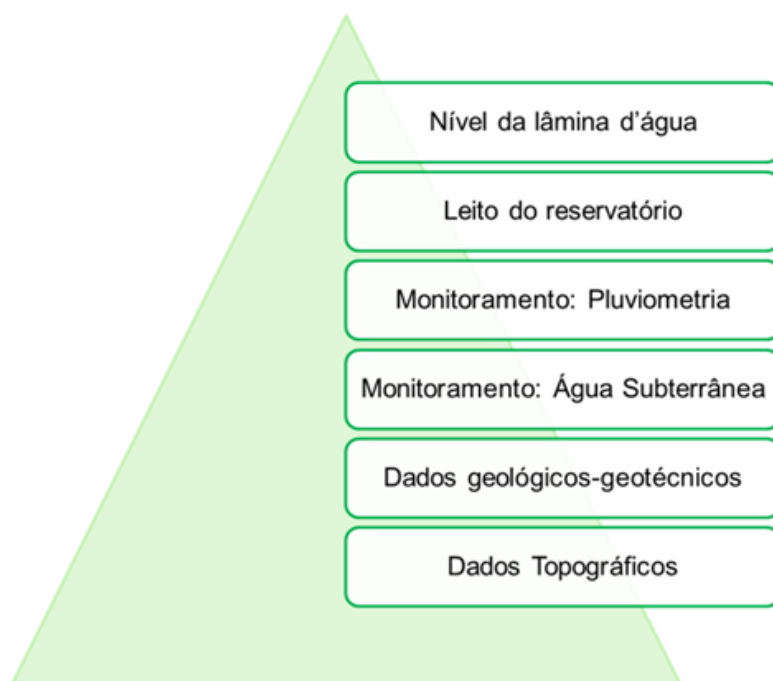 Nível da lâmina d’água
Leito do reservatório
Monitoramento: Pluviometria
Monitoramento: Água Subterrânea
Dados geológicos-geotécnicos
Dados Topográficos